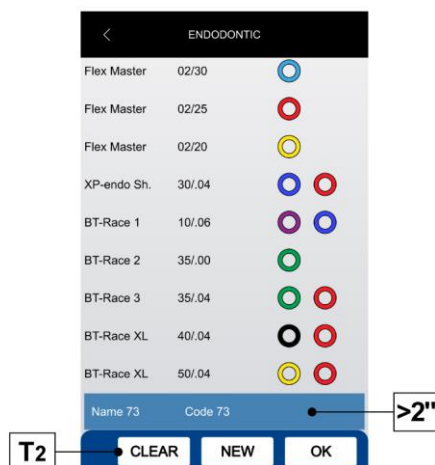 ENDODONTIC
Flex Master 02/30
Flex Master 02/25
Flex Master 02/20
XP-endo Sh. 30/.04
BT-Race 1 10/.06
BT-Race 2 35/.00
BT-Race 3 35/.04
BT-Race XL 40/.04
BT-Race XL 50/.04
Name 73 Code 73
>2"
T2 CLEAR NEW OK